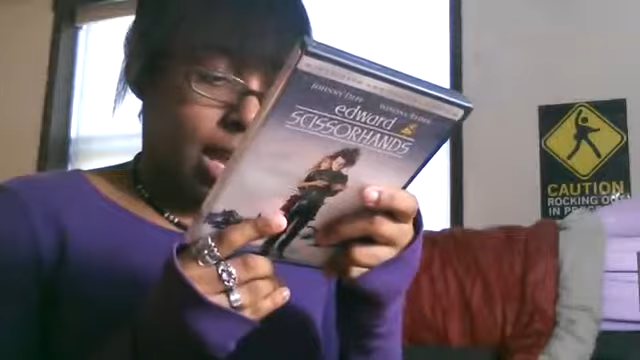 JOHNNY DEPP WINONA RYDER
edward
SCISSORHANDS
CAUTION
ROCKING OUT
IN PROGRESS